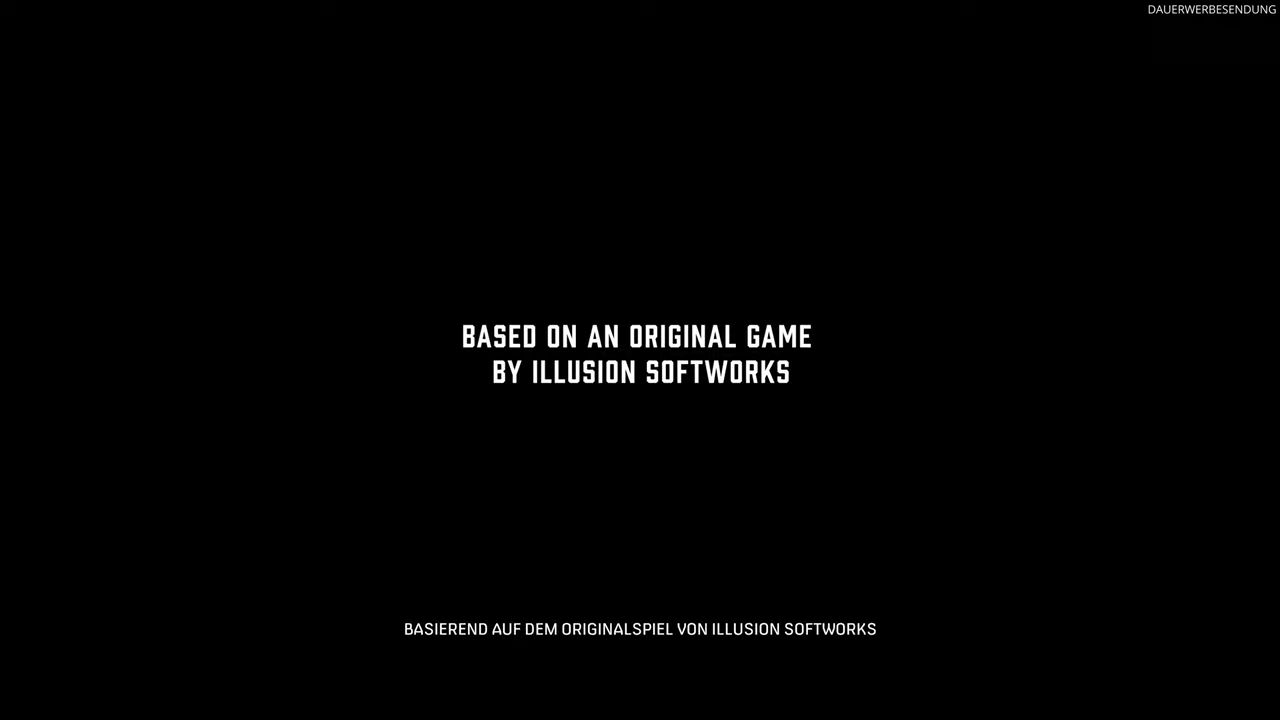 DAUERWERBESENDUNG
BASED ON AN ORIGINAL GAME
BY ILLUSION SOFTWORKS
BASIEREND AUF DEM ORIGINALSPIEL VON ILLUSION SOFTWORKS